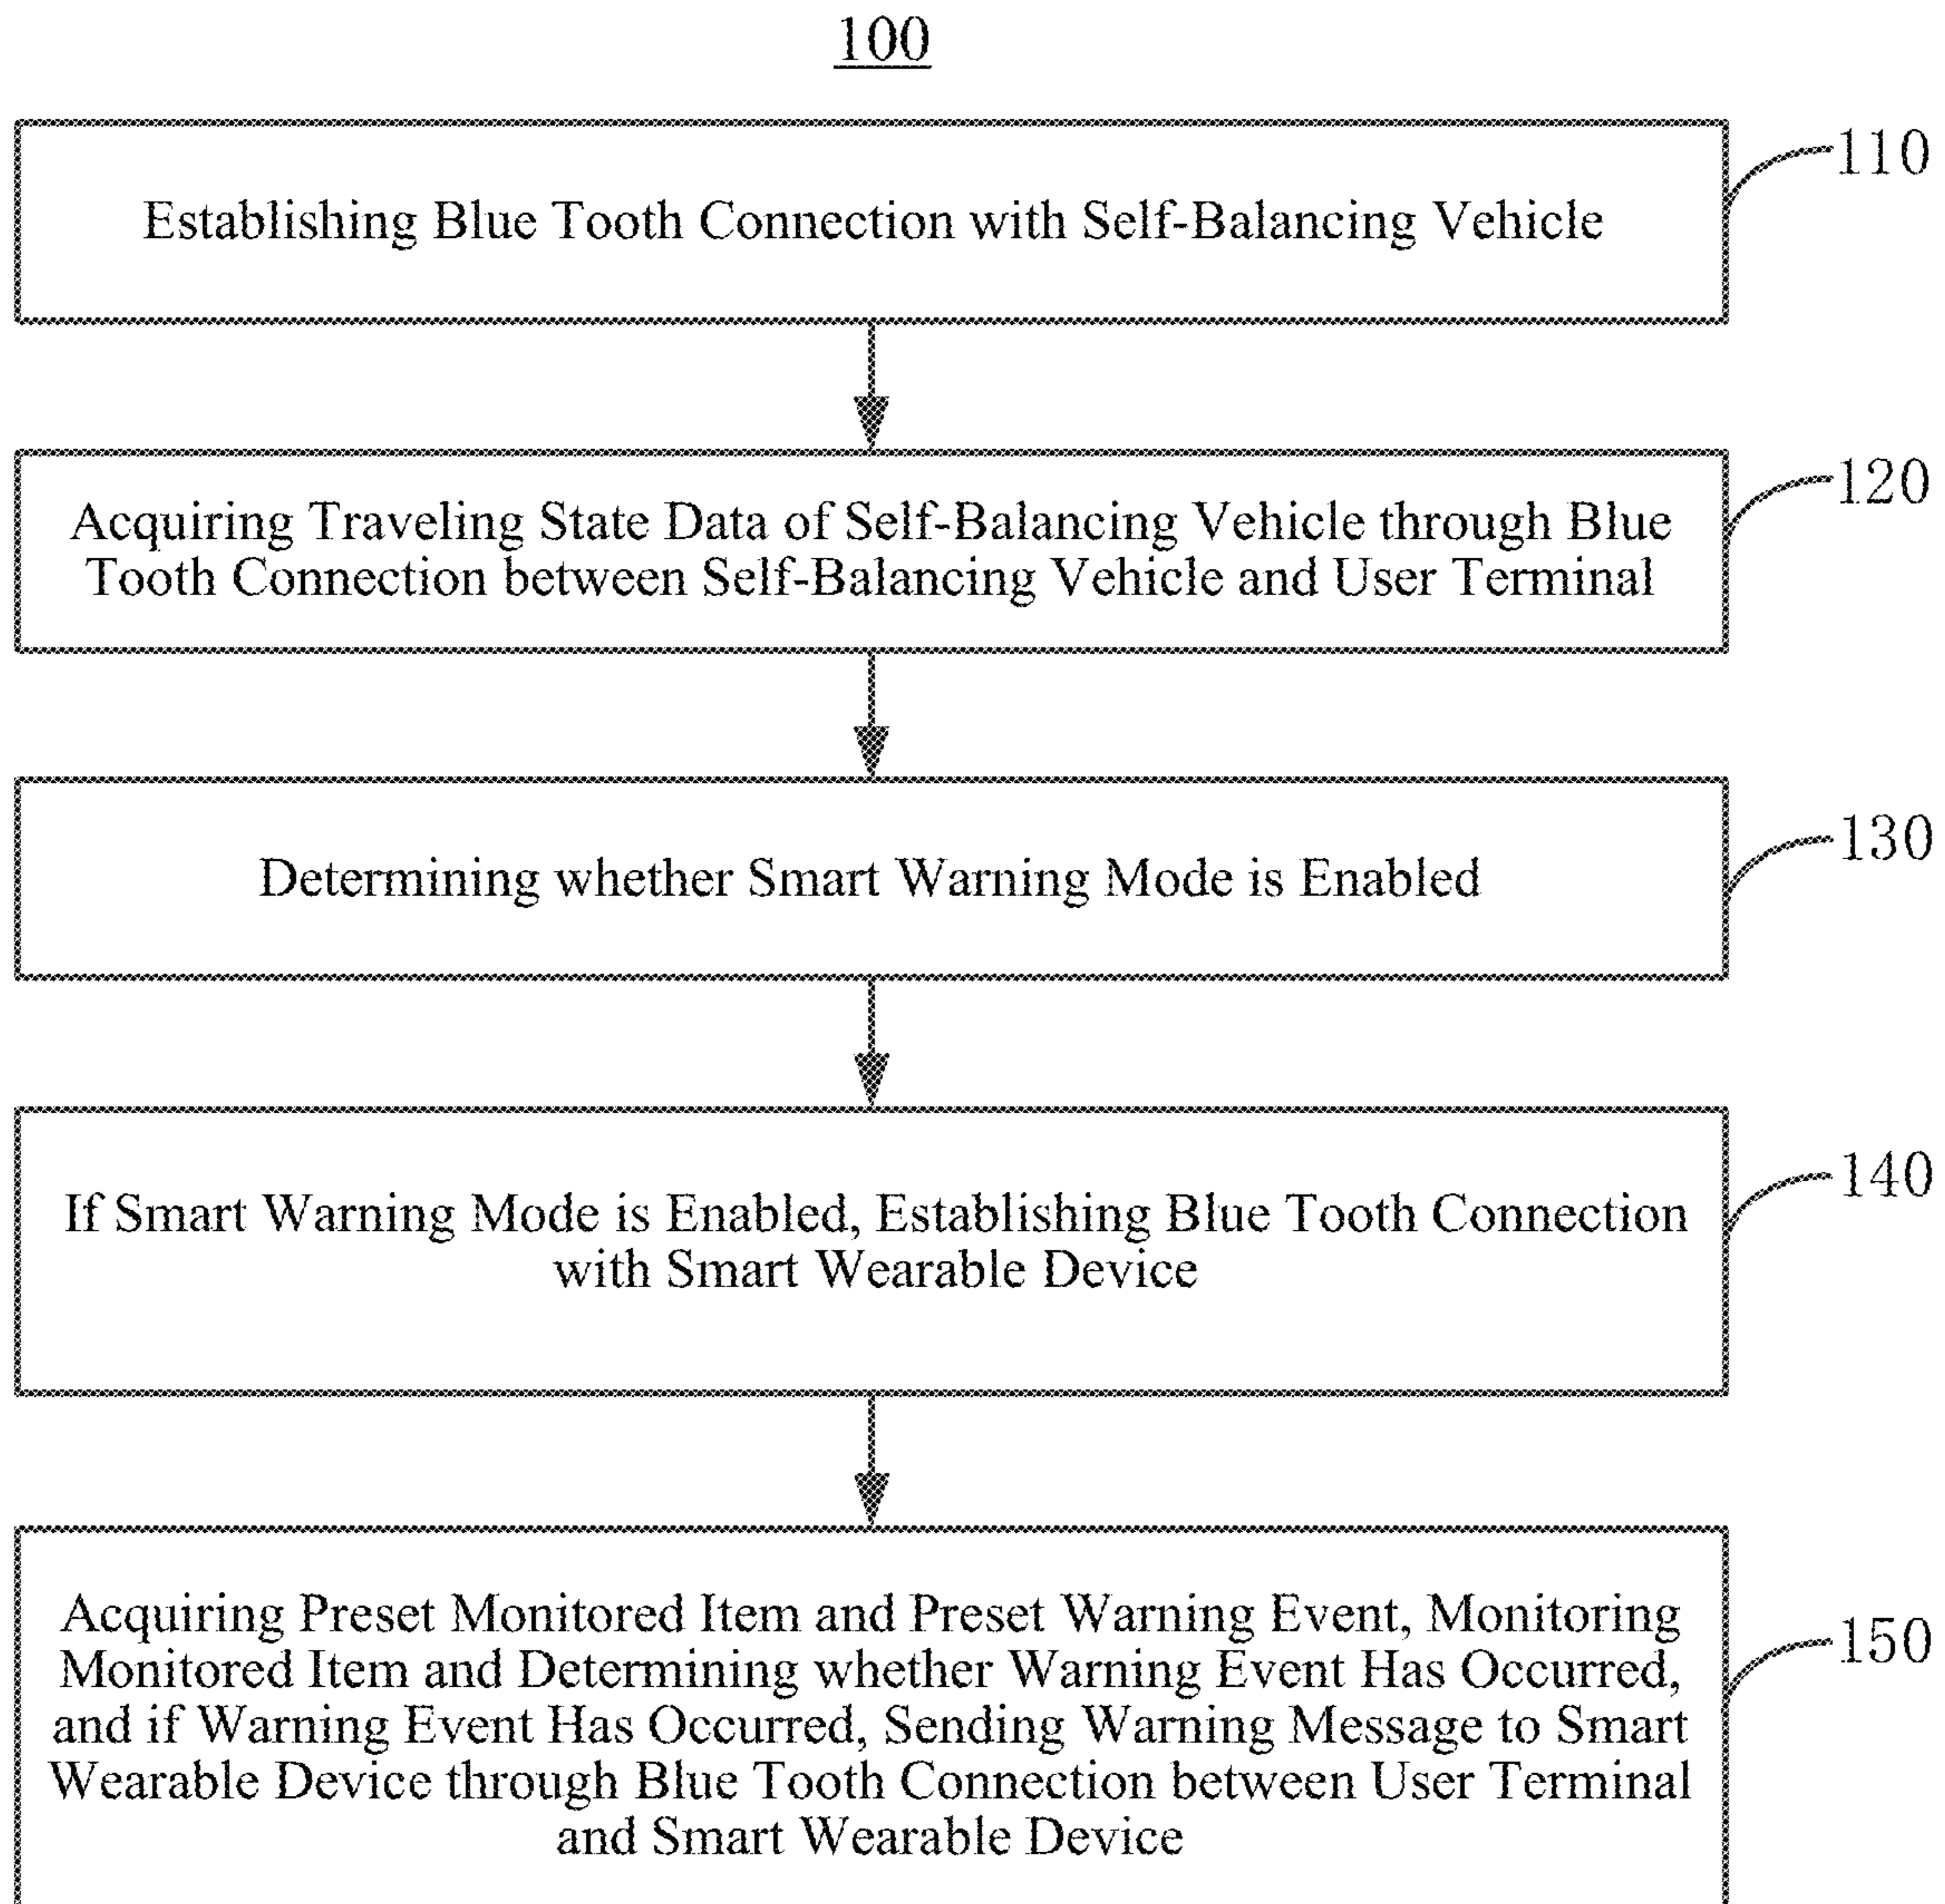 100
Establishing Blue Tooth Connection with Self-Balancing Vehicle
110
Acquiring Traveling State Data of Self-Balancing Vehicle through Blue
Tooth Connection between Self-Balancing Vehicle and User Terminal
120
Determining whether Smart Warning Mode is Enabled
130
If Smart Warning Mode is Enabled, Establishing Blue Tooth Connection
with Smart Wearable Device
140
Acquiring Preset Monitored Item and Preset Warning Event, Monitoring
Monitored Item and Determining whether Warning Event Has Occurred,
and if Warning Event Has Occurred, Sending Warning Message to Smart
Wearable Device through Blue Tooth Connection between User Terminal
and Smart Wearable Device
150